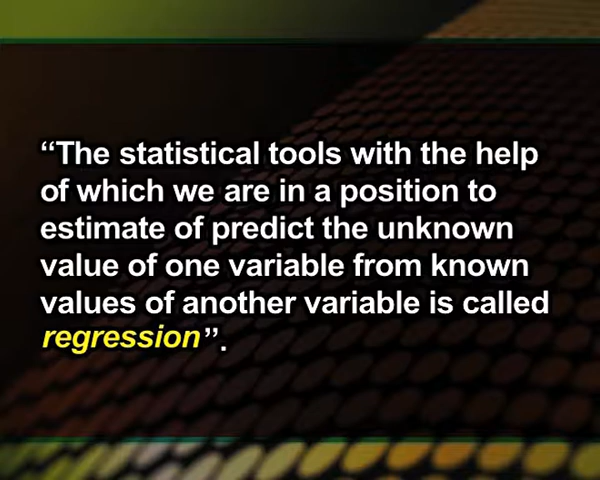 “The statistical tools with the help
of which we are in a position to
estimate of predict the unknown
value of one variable from known
values of another variable is called
regression”.